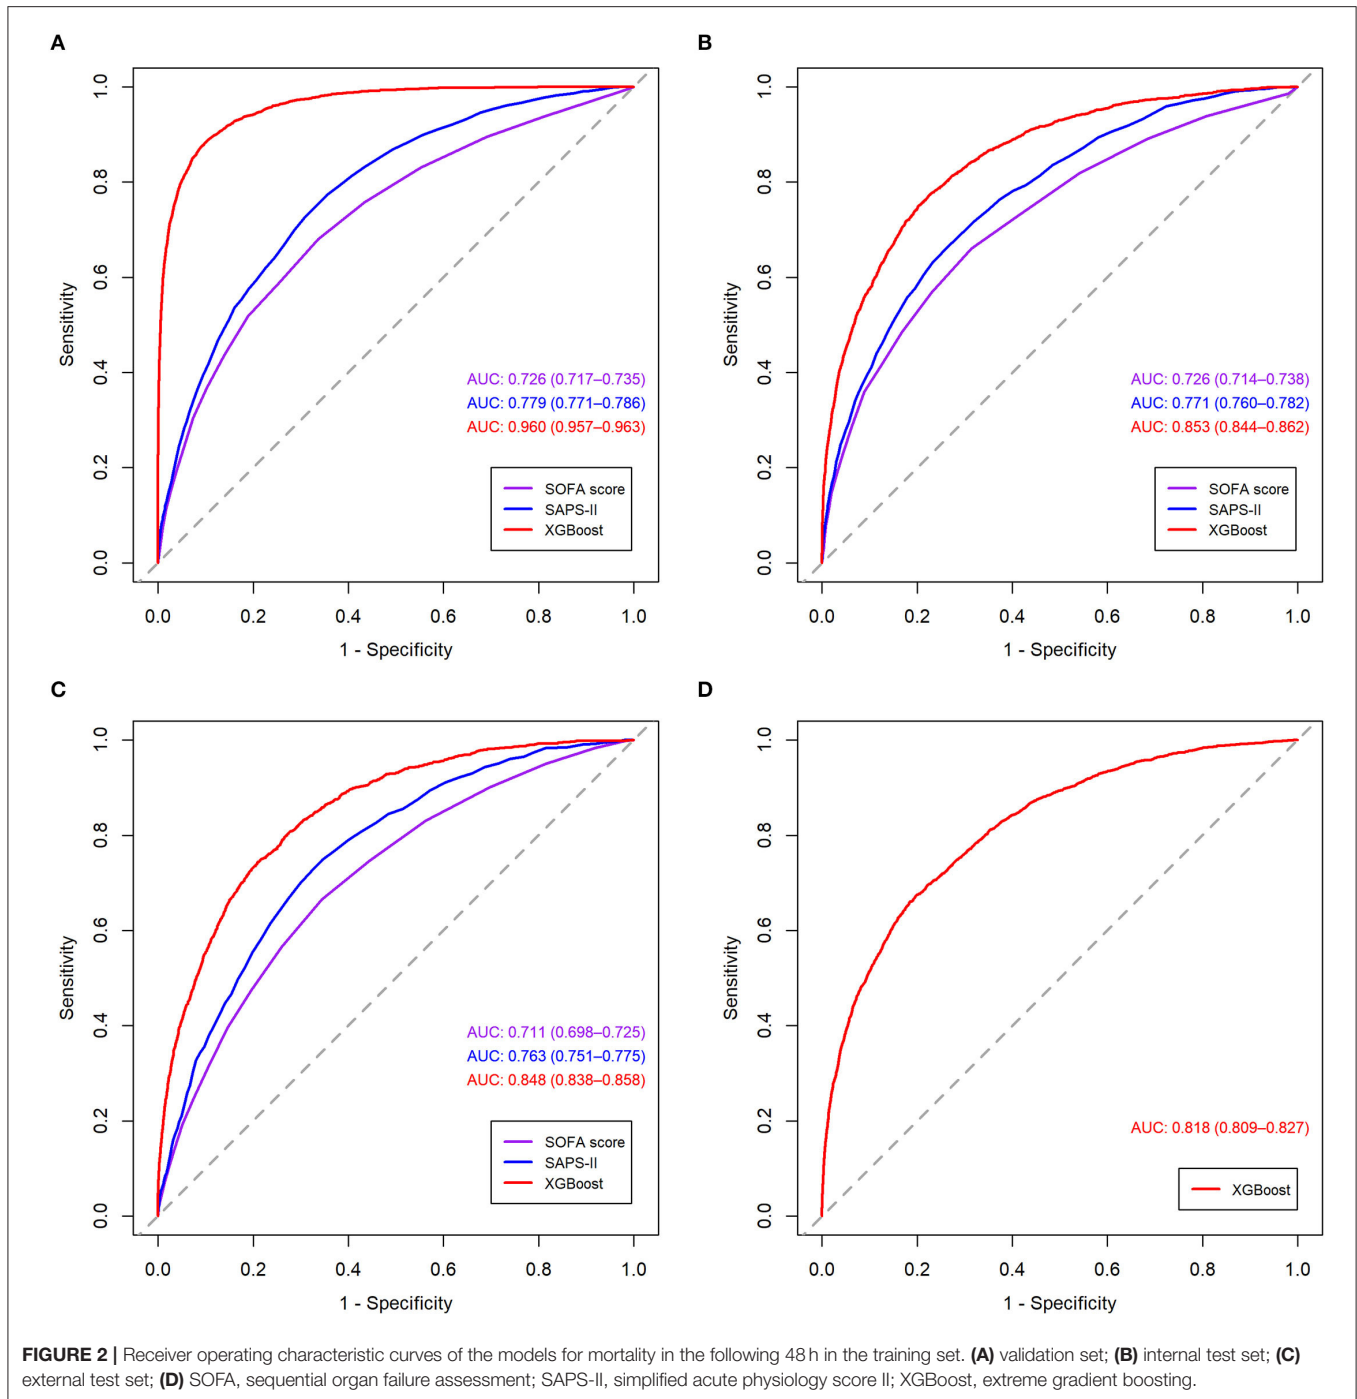 A
1.0
0.8
0.6
0.4
0.2
0.0
Sensitivity
AUC: 0.726 (0.717–0.735)
AUC: 0.779 (0.771–0.786)
AUC: 0.960 (0.957–0.963)
SOFA score
SAPS-II
XGBoost
0.0 0.2 0.4 0.6 0.8 1.0
1 - Specificity
B
1.0
0.8
0.6
0.4
0.2
0.0
Sensitivity
AUC: 0.726 (0.714–0.738)
AUC: 0.771 (0.760–0.782)
AUC: 0.853 (0.844–0.862)
SOFA score
SAPS-II
XGBoost
0.0 0.2 0.4 0.6 0.8 1.0
1 - Specificity
C
1.0
0.8
0.6
0.4
0.2
0.0
Sensitivity
AUC: 0.711 (0.698–0.725)
AUC: 0.763 (0.751–0.775)
AUC: 0.848 (0.838–0.858)
SOFA score
SAPS-II
XGBoost
0.0 0.2 0.4 0.6 0.8 1.0
1 - Specificity
D
1.0
0.8
0.6
0.4
0.2
0.0
Sensitivity
AUC: 0.818 (0.809–0.827)
XGBoost
0.0 0.2 0.4 0.6 0.8 1.0
1 - Specificity
FIGURE 2 | Receiver operating characteristic curves of the models for mortality in the following 48 h in the training set. (A) validation set; (B) internal test set; (C)
external test set; (D) SOFA, sequential organ failure assessment; SAPS-II, simplified acute physiology score II; XGBoost, extreme gradient boosting.